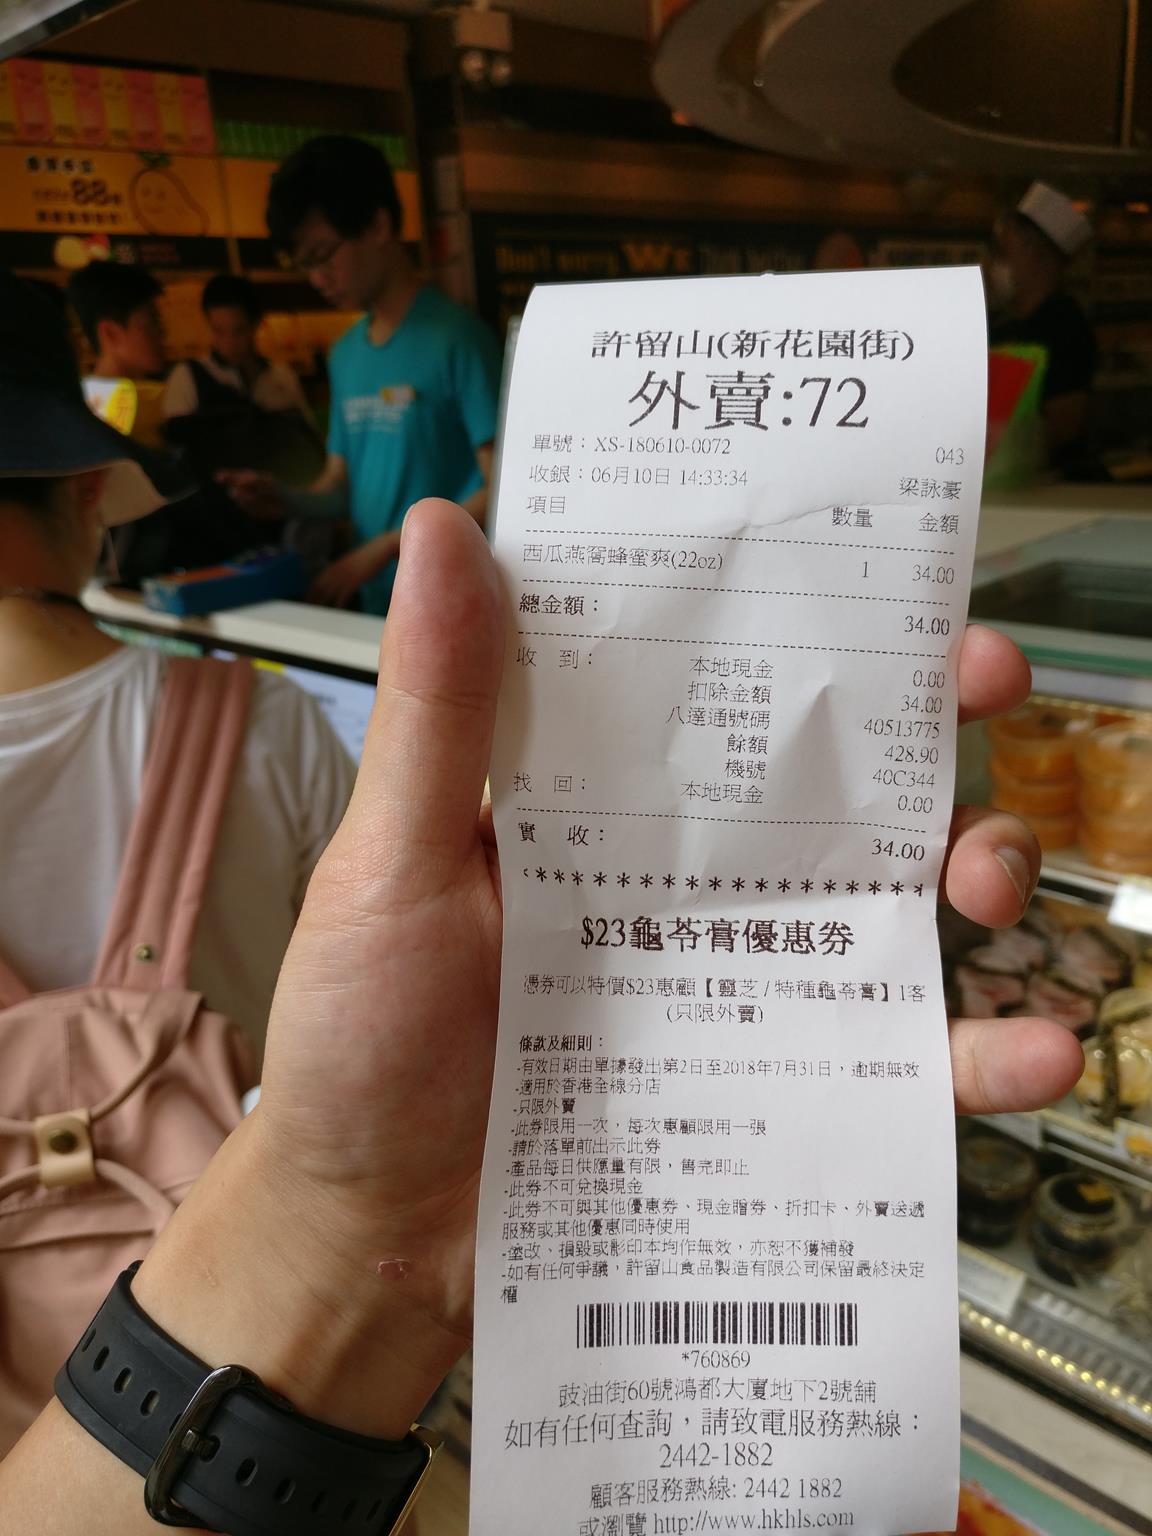 88
Don't worry
許留山(新花園街)
外賣:72
單號：XS-180610-0072
043
收銀：06月10日 14:33:34
梁詠豪
項目 數量 金額
西瓜燕窩蜂蜜爽(22oz) 1 34.00
總金額： 34.00
收 到： 本地現金 0.00
扣除金額 34.00
八達通號碼 40513775
餘額 428.90
機號 40C344
找 回： 本地現金 0.00
實 收： 34.00
$23龜苓膏優惠券
憑券可以特價$23惠顧【靈芝/特種龜苓膏】1客
(只限外賣)
條款及細則：
-有效日期由單據發出第2日至2018年7月31日，逾期無效
-適用於香港全線分店
-只限外賣
-此券限用一次，每次惠顧限用一張
-請於落單前出示此券
-產品每日供應量有限，售完即止
-此券不可兌換現金
-此券不可與其他優惠券、現金贈券、折扣卡、外賣送遞
服務或其他優惠同時使用
-塗改、損毀或影印本均作無效，亦恕不獲補發
-如有任何爭議，許留山食品製造有限公司保留最終決定
權
*760869
豉油街60號鴻都大廈地下2號舖
如有任何查詢，請致電服務熱線：
2442-1882
顧客服務熱線: 2442 1882
或瀏覽 http://www.hkhls.com